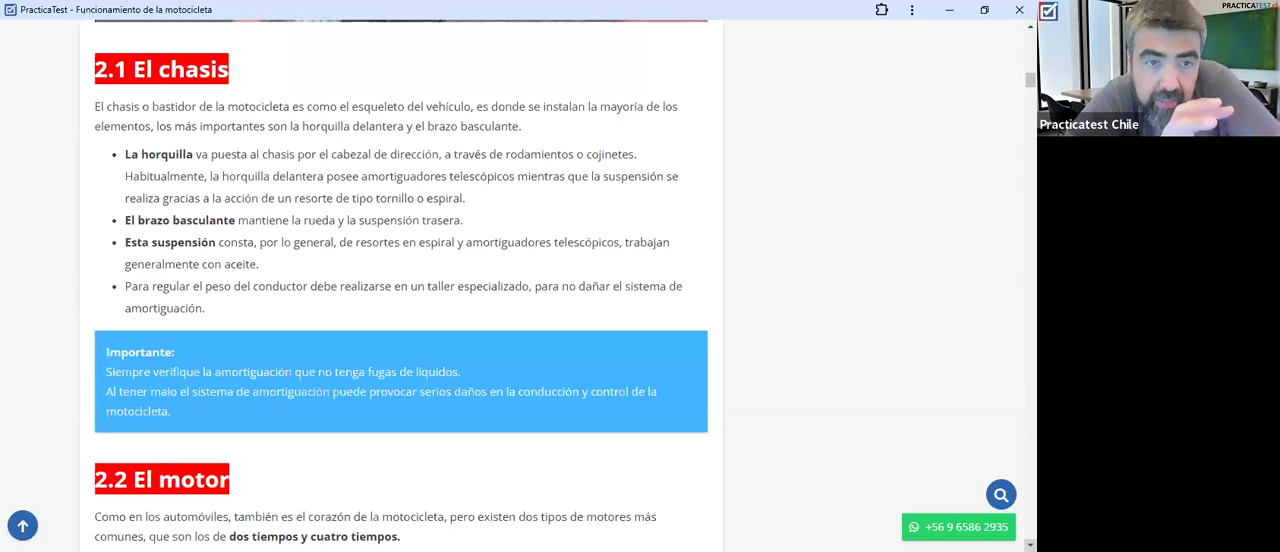 PracticaTest - Funcionamiento de la motocicleta
PRACTICATEST
2.1 El chasis
El chasis o bastidor de la motocicleta es como el esqueleto del vehículo, es donde se instalan la mayoría de los
elementos, los más importantes son la horquilla delantera y el brazo basculante.
• La horquilla va puesta al chasis por el cabezal de dirección, a través de rodamientos o cojinetes.
Habitualmente, la horquilla delantera posee amortiguadores telescópicos mientras que la suspensión se
realiza gracias a la acción de un resorte de tipo tornillo o espiral.
• El brazo basculante mantiene la rueda y la suspensión trasera.
• Esta suspensión consta, por lo general, de resortes en espiral y amortiguadores telescópicos, trabajan
generalmente con aceite.
• Para regular el peso del conductor debe realizarse en un taller especializado, para no dañar el sistema de
amortiguación.
Importante:
Siempre verifique la amortiguación que no tenga fugas de líquidos.
Al tener malo el sistema de amortiguación puede provocar serios daños en la conducción y control de la
motocicleta.
2.2 El motor
Como en los automóviles, también es el corazón de la motocicleta, pero existen dos tipos de motores más
comunes, que son los de dos tiempos y cuatro tiempos.
+56 9 6586 2935
Practicatest Chile